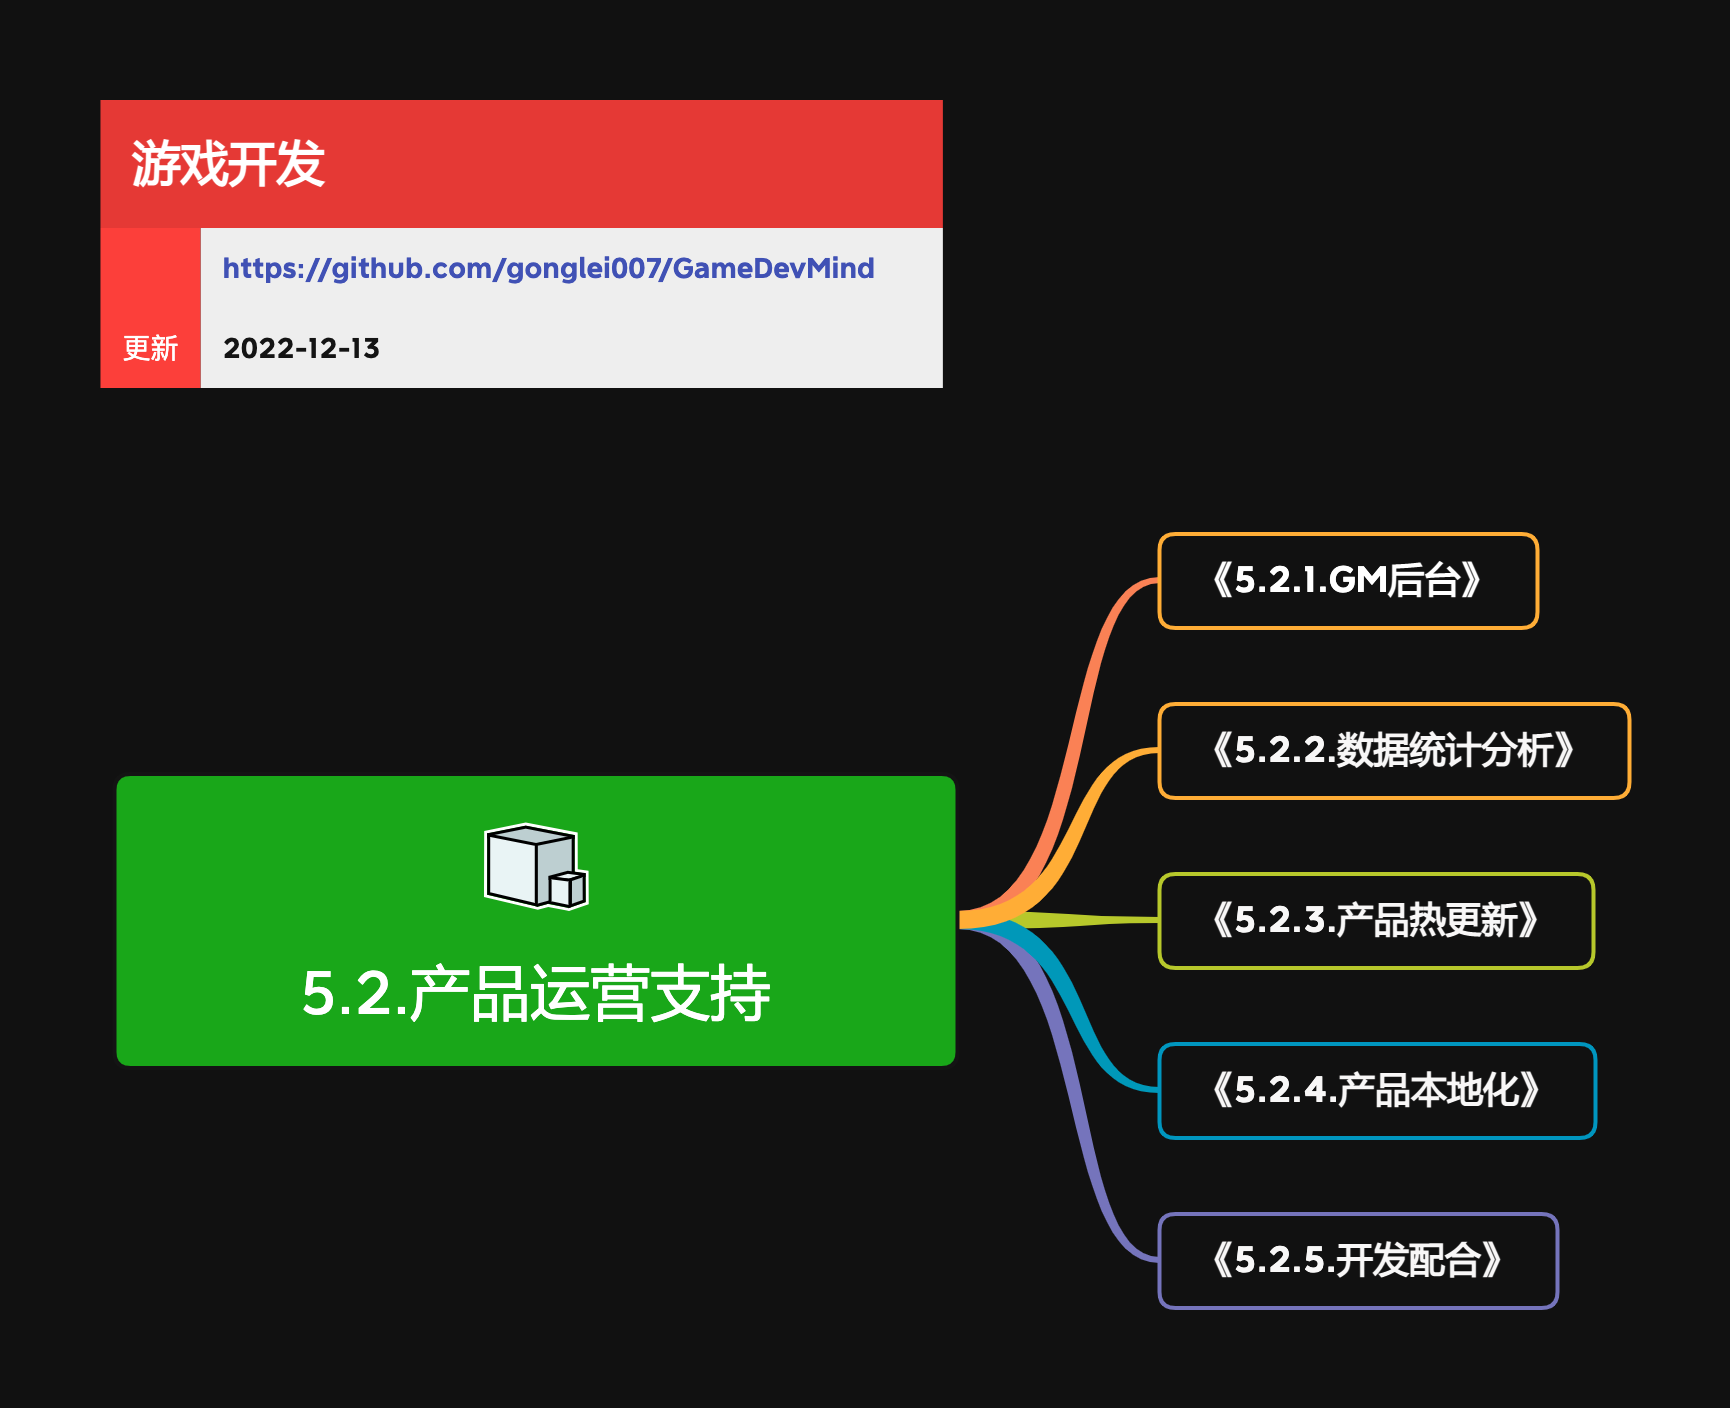 游戏开发
https://github.com/gonglei007/GameDevMind
更新 2022-12-13
5.2.产品运营支持
《5.2.1.GM后台》
《5.2.2.数据统计分析》
《5.2.3.产品热更新》
《5.2.4.产品本地化》
《5.2.5.开发配合》